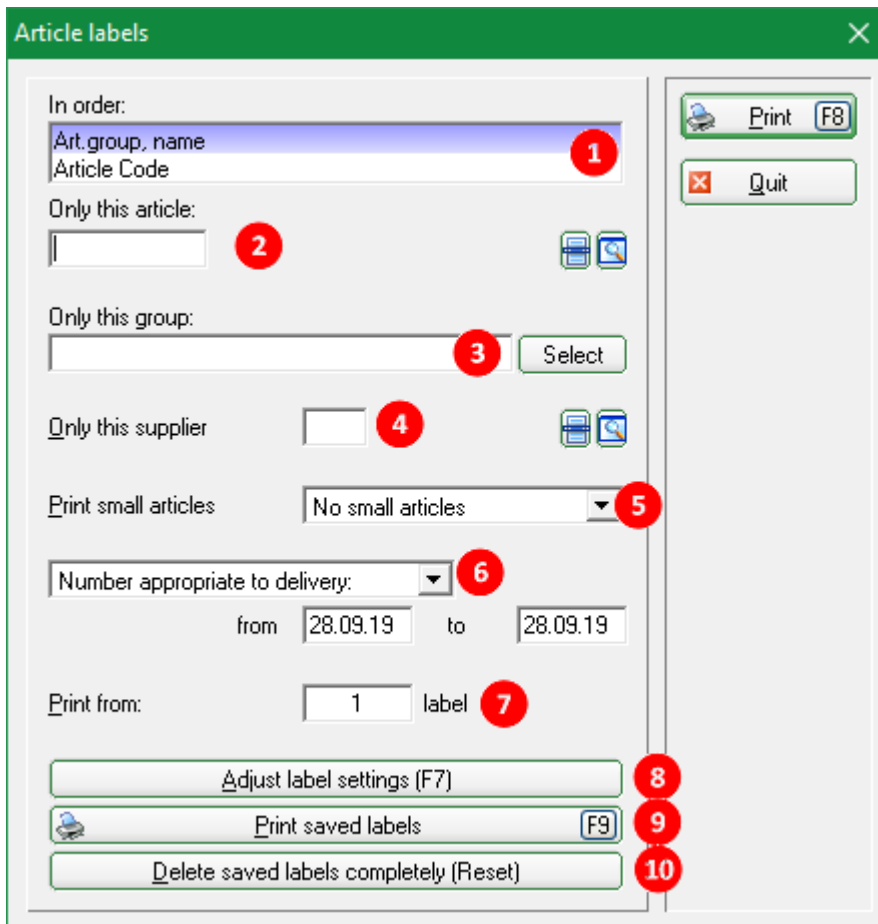 Article labels
In order:
Art.group, name
1
Article Code
Only this article:
2
Only this group:
3
Select
Only this supplier
4
Print small articles
No small articles
5
Number appropriate to delivery:
6
from 28.09.19 to 28.09.19
Print from: 1 label
7
Adjust label settings (F7)
8
Print saved labels F9
9
Delete saved labels completely (Reset)
10
Print F8
Quit